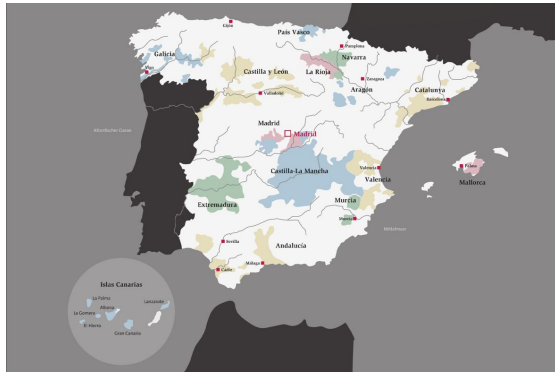 Gijón
País Vasco
Pamplona
Galicia
Navarra
Vigo
Castilla y León
La Rioja
Zaragoza
Aragón
Catalunya
Valladolid
Barcelona
Atlantischer Ozean
Madrid
Madrid
Valencia
Palma
Castilla-La Mancha
Valencia
Mallorca
Extremadura
Murcia
Murcia
Sevilla
Andalucía
Málaga
Cádiz
Islas Canarias
La Palma
Lanzarote
La Gomera
El Hierro
Gran Canaria